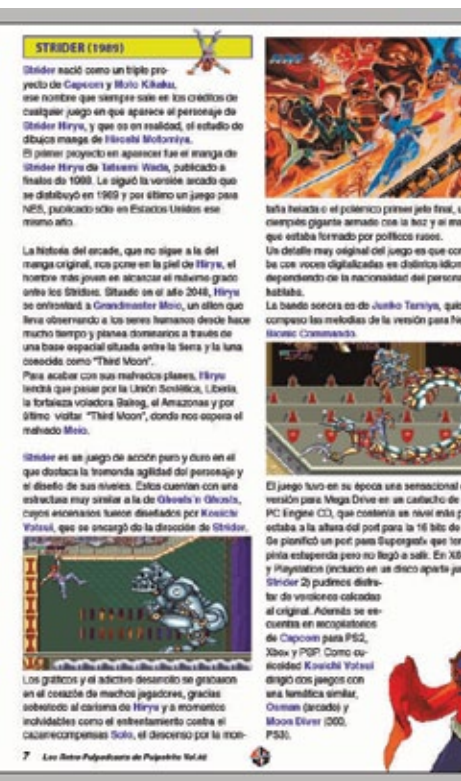 STRIDER (1989)
Strider nació como un triple pro-
yecto de Capcom y Moto Kikaku,
ese nombre que siempre sale en los créditos de
cualquier juego en que aparece el personaje de
Strider Hiryu, y que es en realidad, el estudio de
dibujos manga de Hiroshi Motomiya.
El primer proyecto en aparecer fue el manga de
Strider Hiryu de Tatsumi Wada, publicado a
finales de 1988. Le siguió la versión arcade que
se distribuyó en 1989 y por último un juego para
NES, publicado sólo en Estados Unidos ese
mismo año.
La historia del arcade, que no sigue a la del
manga original, nos pone en la piel de Hiryu, el
hombre más joven en alcanzar el máximo grado
entre los Striders. Situado en el año 2048, Hiryu
se enfrentará a Grandmaster Meio, un alien que
lleva observando a los seres humanos desde hace
mucho tiempo y planea dominarlos a través de
una base espacial situada entre la tierra y la luna
conocida como "Third Moon".
Para acabar con sus malvados planes, Hiryu
tendrá que pasar por la Unión Soviética, Liberia,
la fortaleza voladora Balrog, el Amazonas y por
último visitar "Third Moon", donde nos espera el
malvado Meio.
Strider es un juego de acción puro y duro en el
que destaca la tremenda agilidad del personaje y
el diseño de sus niveles. Estos cuentan con una
estructura muy similar a la de Ghouls'n Ghosts,
cuyos escenarios fueron diseñados por Kouichi
Yotsui, que se encargó de la dirección de Strider.
Los gráficos y el adictivo desarrollo se grabaron
en el corazón de muchos jugadores, gracias
sobretodo al carisma de Hiryu y a momentos
inolvidables como el enfrentamiento contra el
cazarrecompensas Solo, el descenso por la mon-
7 Los Retro Pulpodcasts de Pulpofrito Vol.
taña helada o el polémico primer jefe final, u
ciempiés gigante armado con la hoz y el ma
que estaba formado por políticos rusos.
Un detalle muy original del juego es que con
ba con voces digitalizadas en distintos idiom
dependiendo de la nacionalidad del persona
hablaba.
La banda sonora es de Junko Tamiya, quie
compuso las melodías de la versión para Ne
Bionic Commando.
El juego tuvo en su época una sensacional
versión para Mega Drive en un cartucho de
PC Engine CD, que contenía un nivel más p
estaba a la altura del port para la 16 bits de
Se planificó un port para Supergrafx que ten
pinta estupenda pero no llegó a salir. En X6
y Playstation (incluido en un disco aparte ju
Strider 2) pudimos disfru-
tar de versiones calcadas
al original. Además se en-
cuentra en recopilatorios
de Capcom para PS2,
Xbox y PSP. Como cu-
riosidad Kouichi Yotsui
dirigió dos juegos con
una temática similar,
Osman (arcade) y
Moon Diver (360,
PS3).